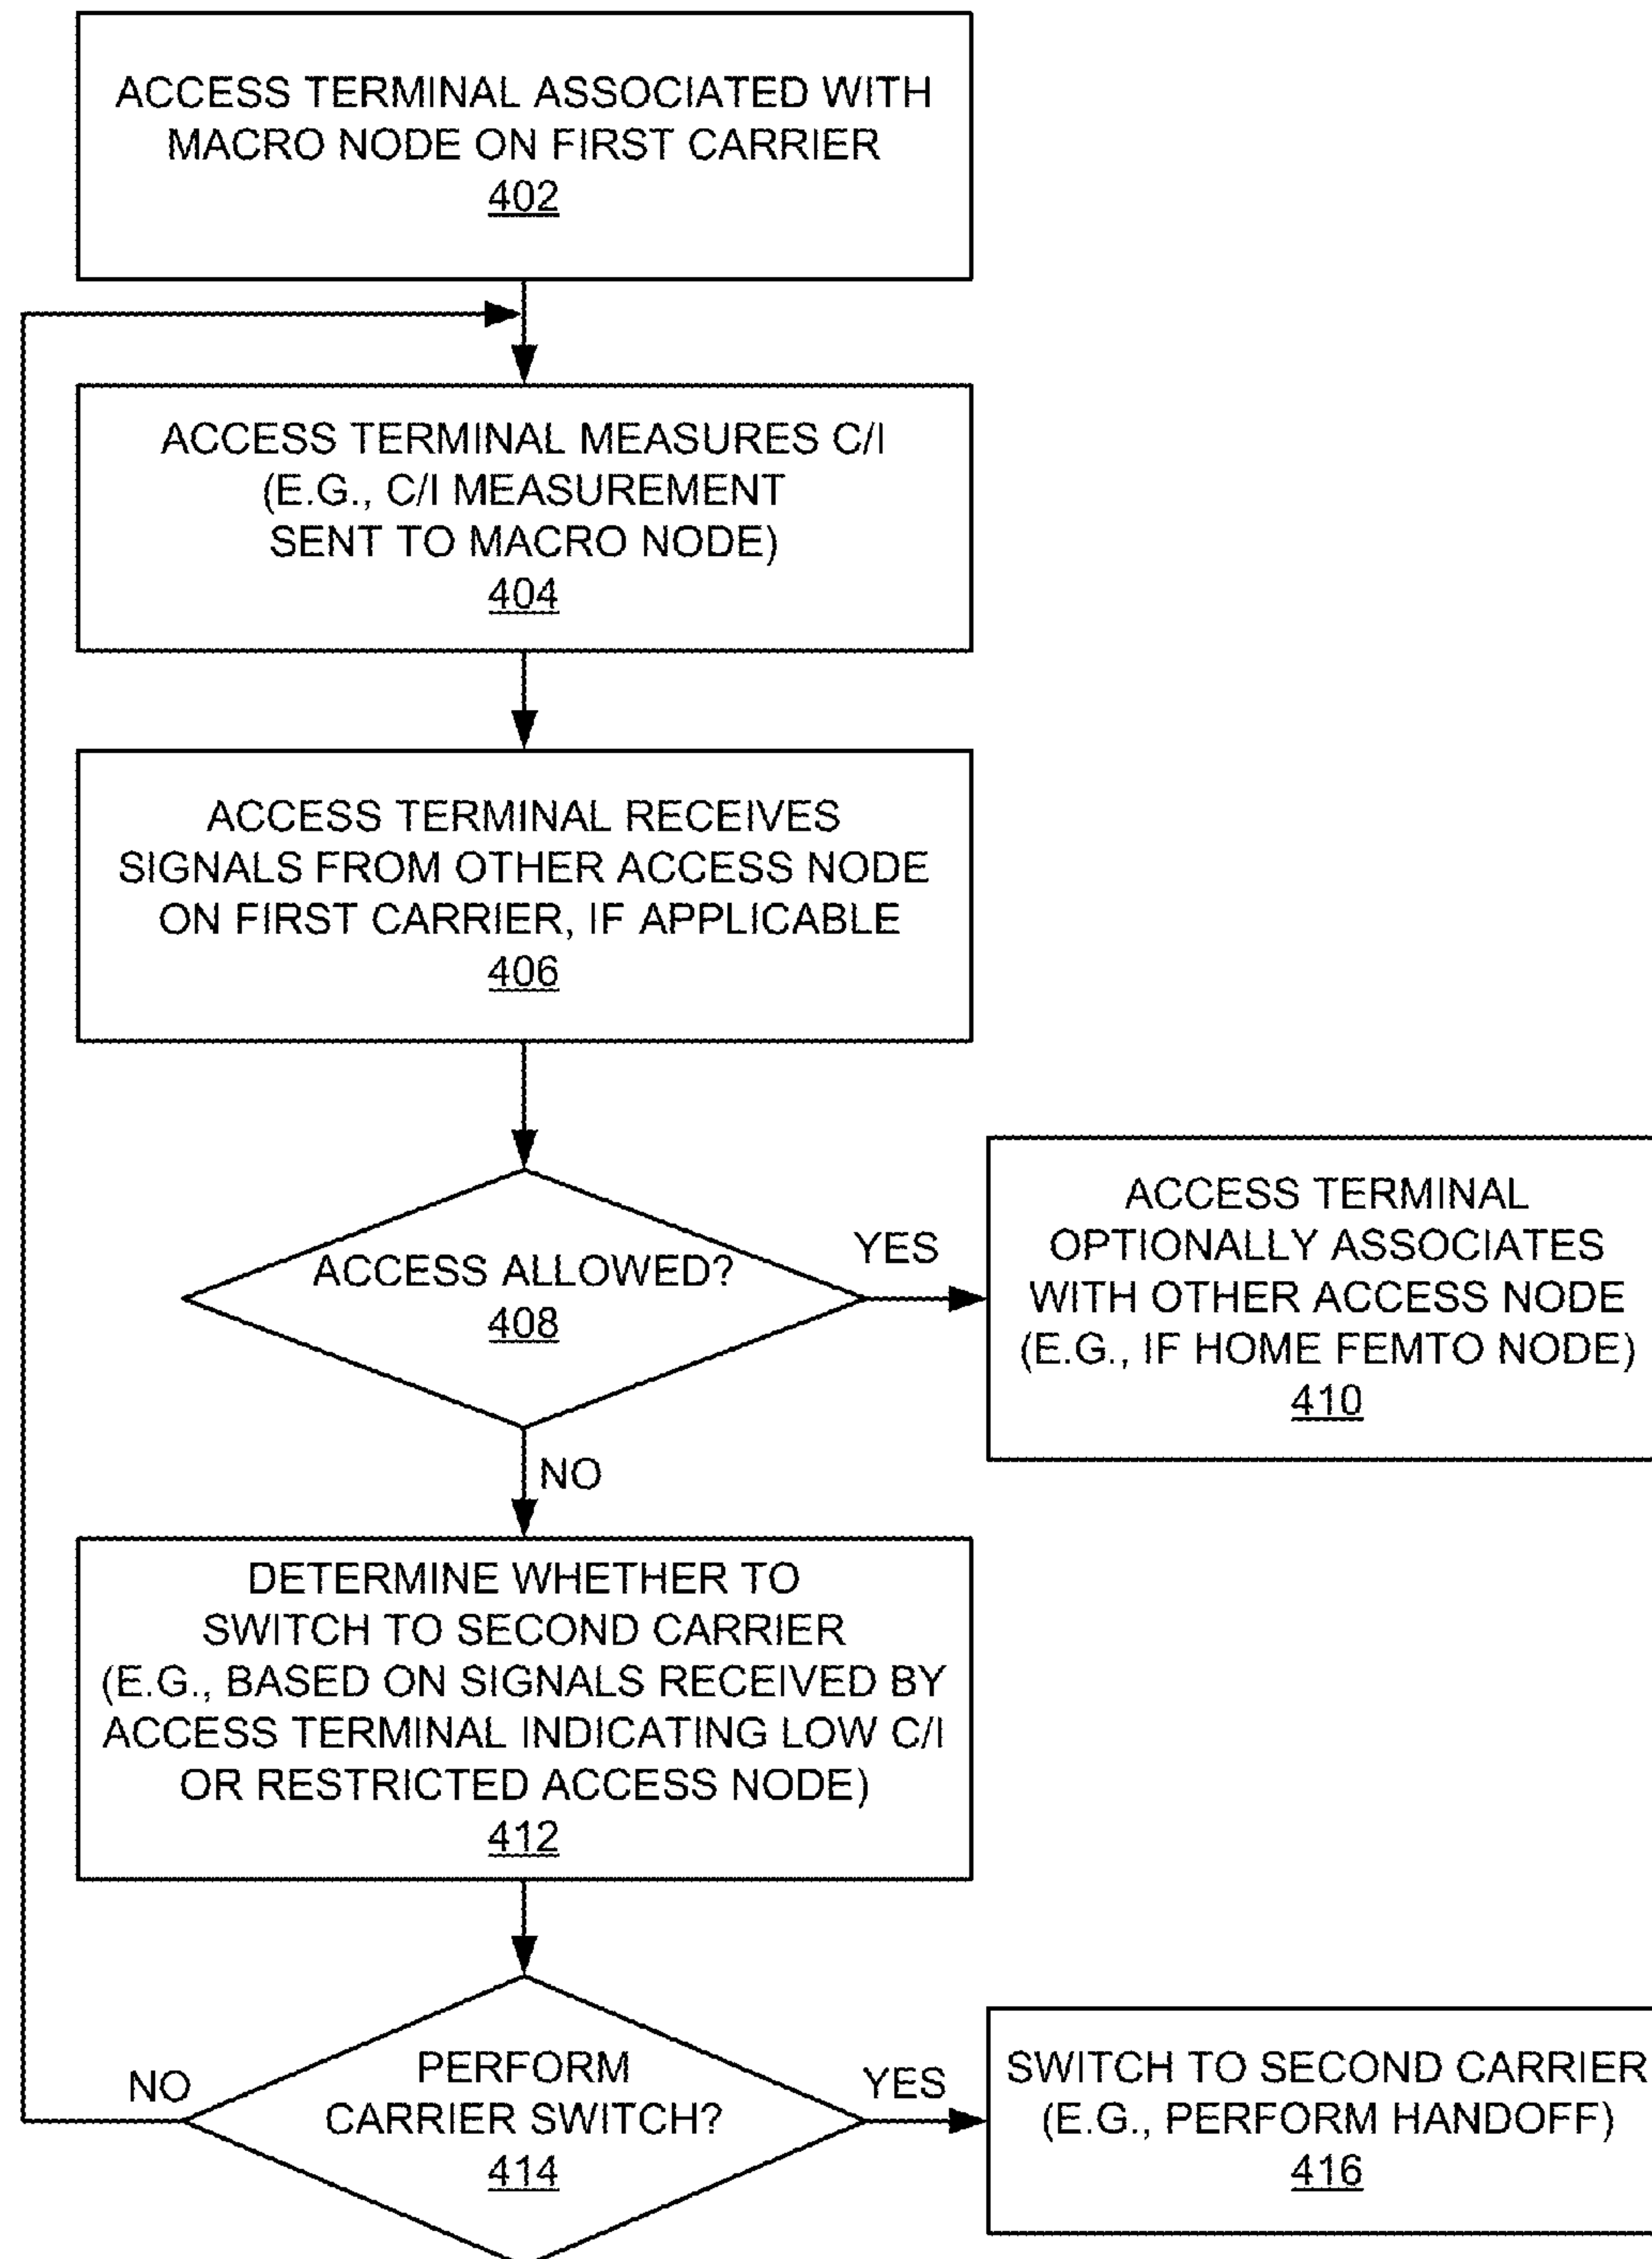 ACCESS TERMINAL ASSOCIATED WITH
MACRO NODE ON FIRST CARRIER
402
ACCESS TERMINAL MEASURES C/I
(E.G., C/I MEASUREMENT
SENT TO MACRO NODE)
404
ACCESS TERMINAL RECEIVES
SIGNALS FROM OTHER ACCESS NODE
ON FIRST CARRIER, IF APPLICABLE
406
ACCESS ALLOWED?
408
YES
ACCESS TERMINAL
OPTIONALLY ASSOCIATES
WITH OTHER ACCESS NODE
(E.G., IF HOME FEMTO NODE)
410
NO
DETERMINE WHETHER TO
SWITCH TO SECOND CARRIER
(E.G., BASED ON SIGNALS RECEIVED BY
ACCESS TERMINAL INDICATING LOW C/I
OR RESTRICTED ACCESS NODE)
412
NO
PERFORM
CARRIER SWITCH?
414
YES
SWITCH TO SECOND CARRIER
(E.G., PERFORM HANDOFF)
416